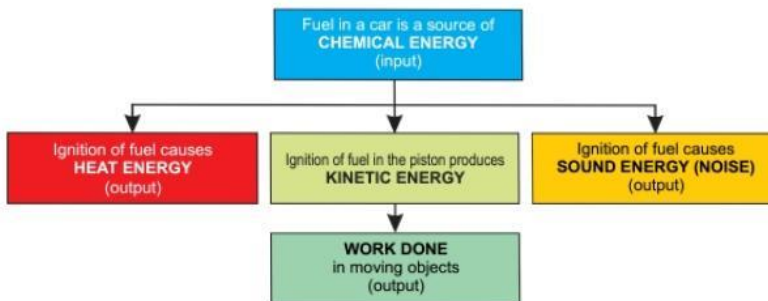 Fuel in a car is a source of
CHEMICAL ENERGY
(input)
Ignition of fuel causes
HEAT ENERGY
(output)
Ignition of fuel in the piston produces
KINETIC ENERGY
Ignition of fuel causes
SOUND ENERGY (NOISE)
(output)
WORK DONE
in moving objects
(output)